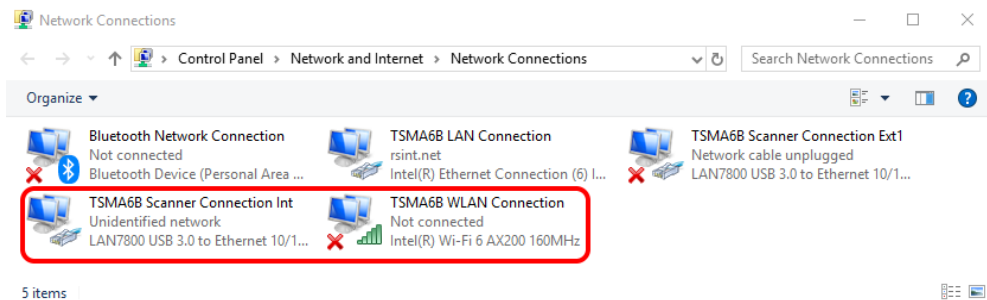 Network Connections
Control Panel > Network and Internet > Network Connections
Search Network Connections
Organize
Bluetooth Network Connection
Not connected
Bluetooth Device (Personal Area ...
TSMA6B LAN Connection
rsint.net
Intel(R) Ethernet Connection (6) I...
TSMA6B Scanner Connection Ext1
Network cable unplugged
LAN7800 USB 3.0 to Ethernet 10/1...
TSMA6B Scanner Connection Int
Unidentified network
LAN7800 USB 3.0 to Ethernet 10/1...
TSMA6B WLAN Connection
Not connected
Intel(R) Wi-Fi 6 AX200 160MHz
5 items